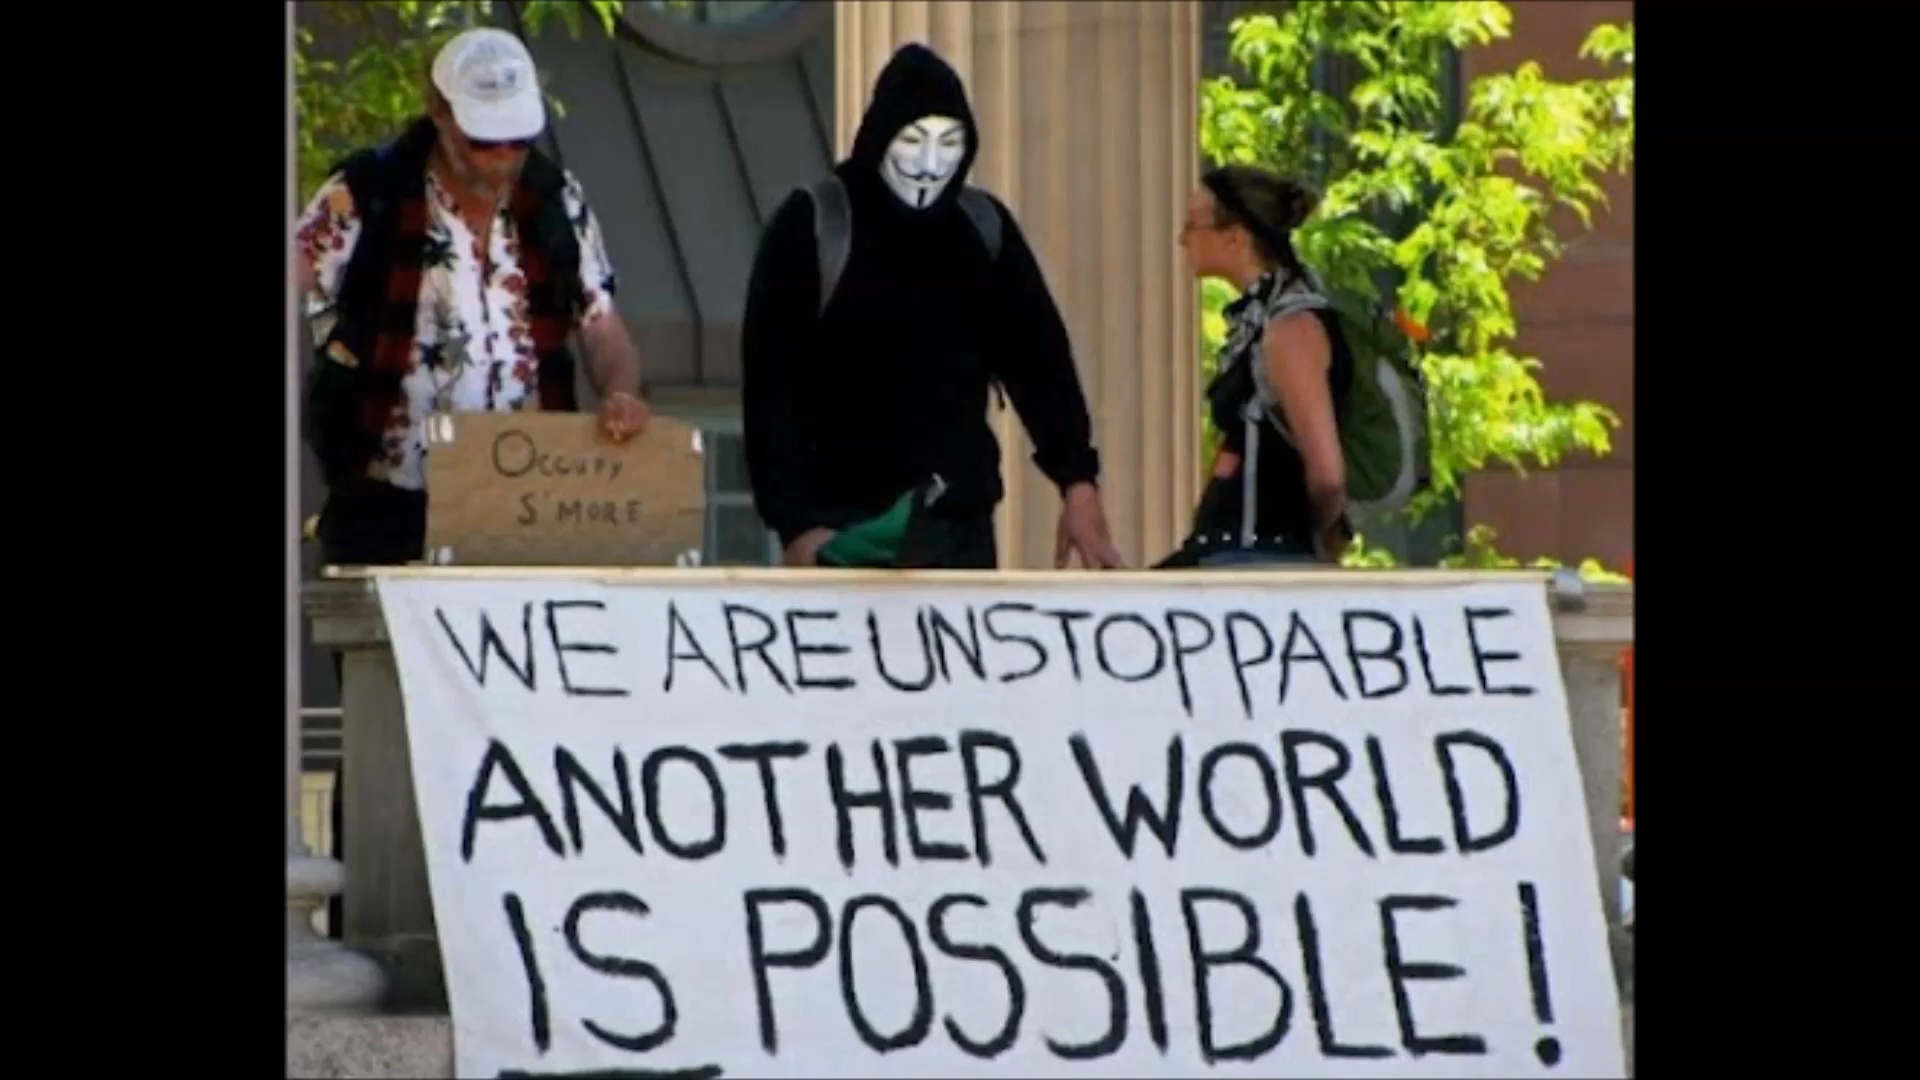 Occupy
S'MORE
WE ARE UNSTOPPABLE
ANOTHER WORLD
IS POSSIBLE!